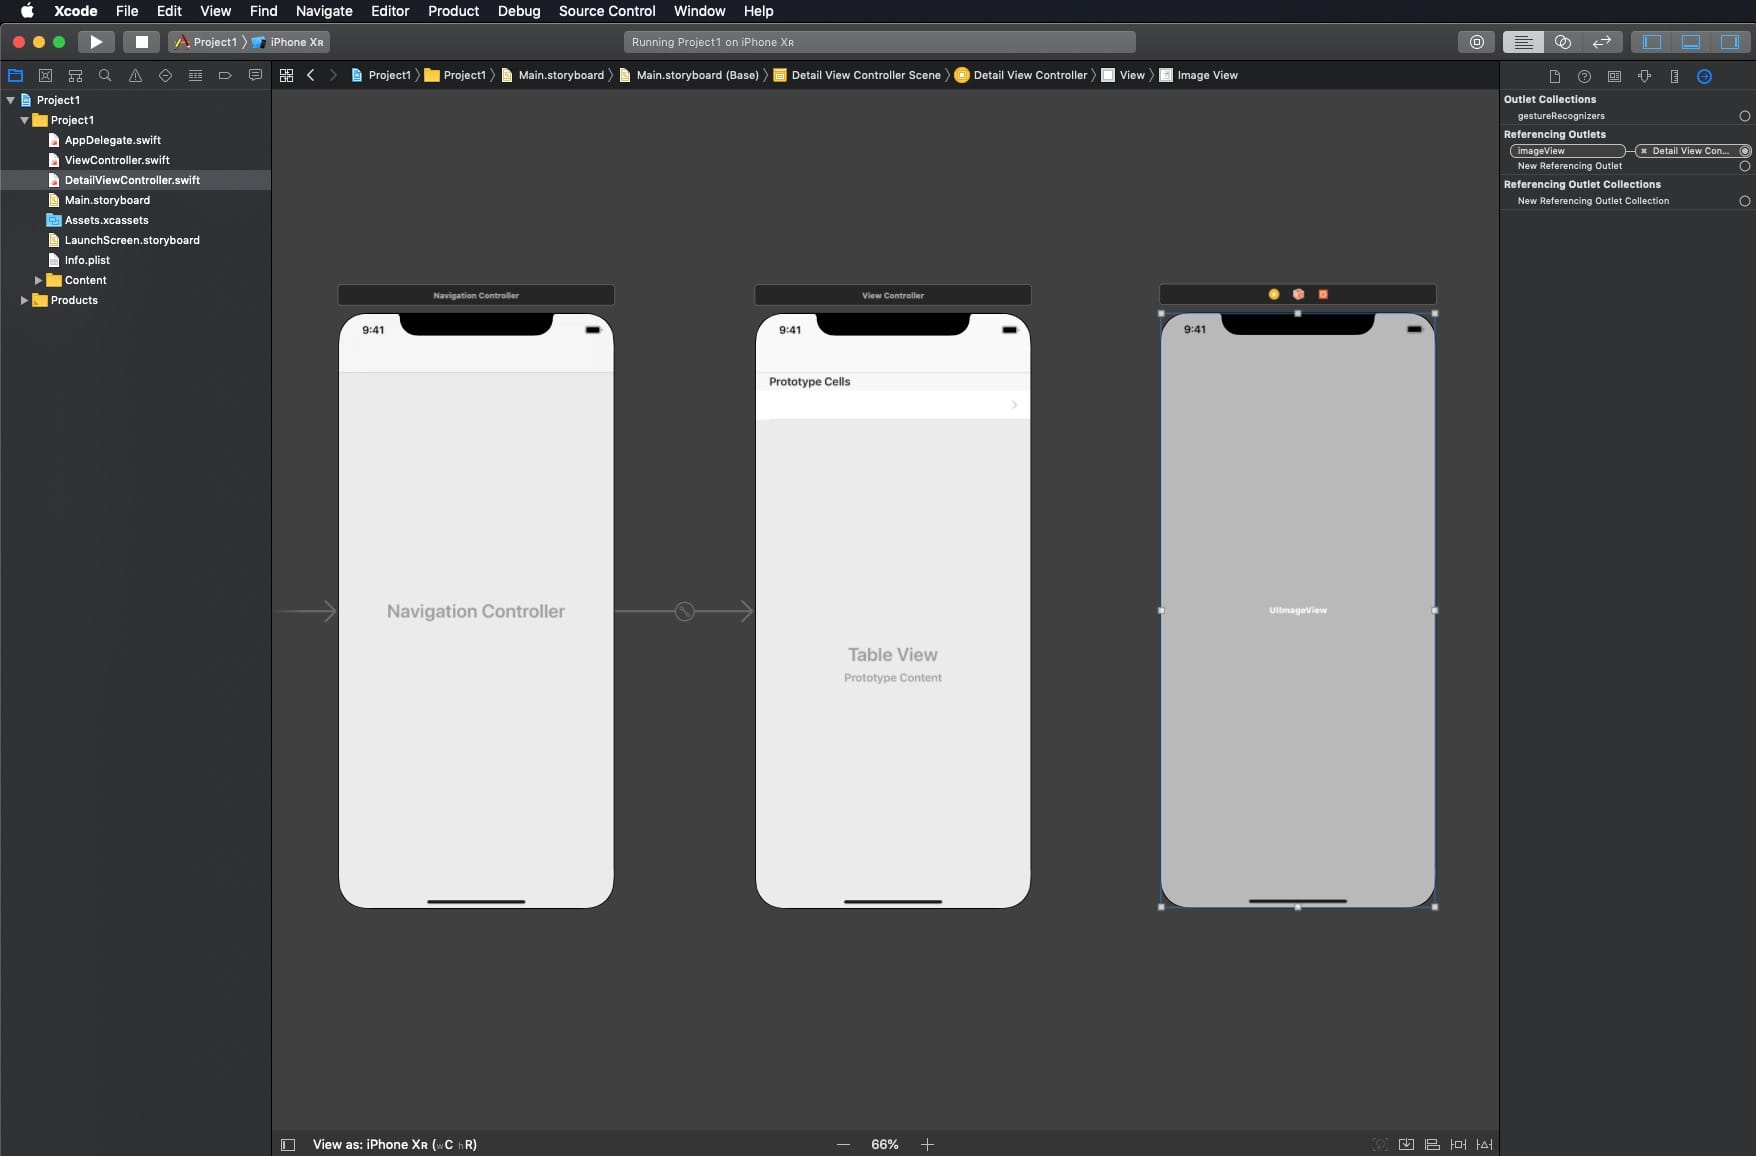 Xcode File Edit View Find Navigate Editor Product Debug Source Control Window Help
Project1 iPhone XR Running Project1 on iPhone XR
Project1 Project1 Main.storyboard Main.storyboard (Base) Detail View Controller Scene Detail View Controller View Image View
Project1
Project1
AppDelegate.swift
ViewController.swift
DetailViewController.swift
Main.storyboard
Assets.xcassets
LaunchScreen.storyboard
Info.plist
Content
Products
Navigation Controller
9:41
Navigation Controller
View Controller
9:41
Prototype Cells
Table View
Prototype Content
9:41
UIImageView
Outlet Collections
gestureRecognizers
Referencing Outlets
imageView Detail View Con...
New Referencing Outlet
Referencing Outlet Collections
New Referencing Outlet Collection
View as: iPhone XR (wC hR) 66%